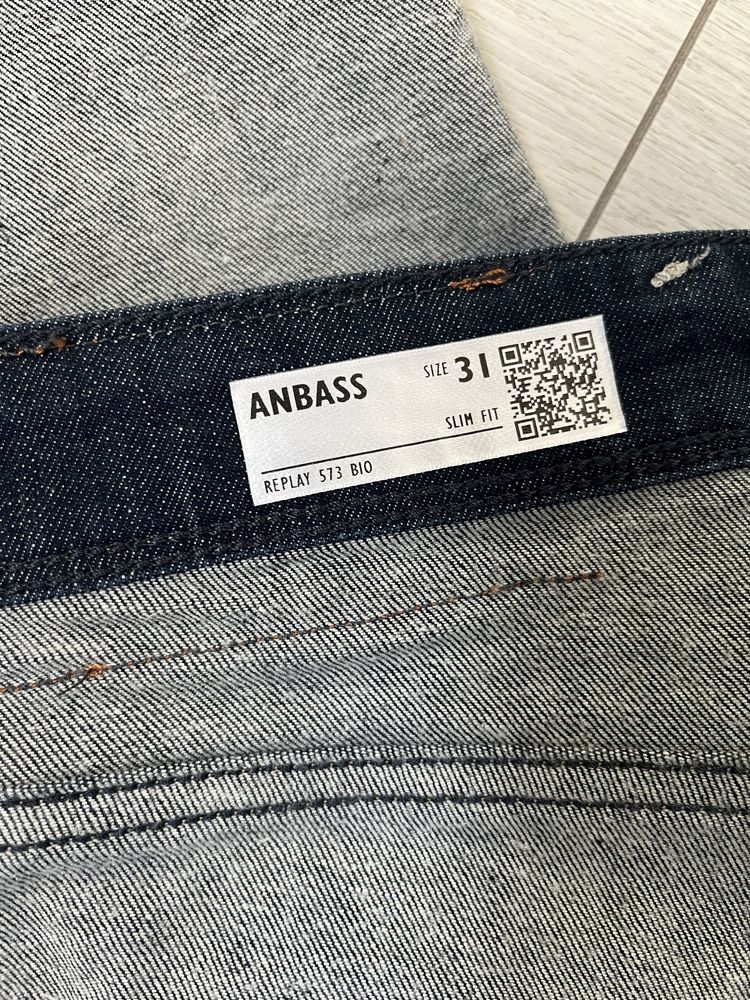 ANBASS
SIZE 31
SLIM FIT
REPLAY 573 BIO